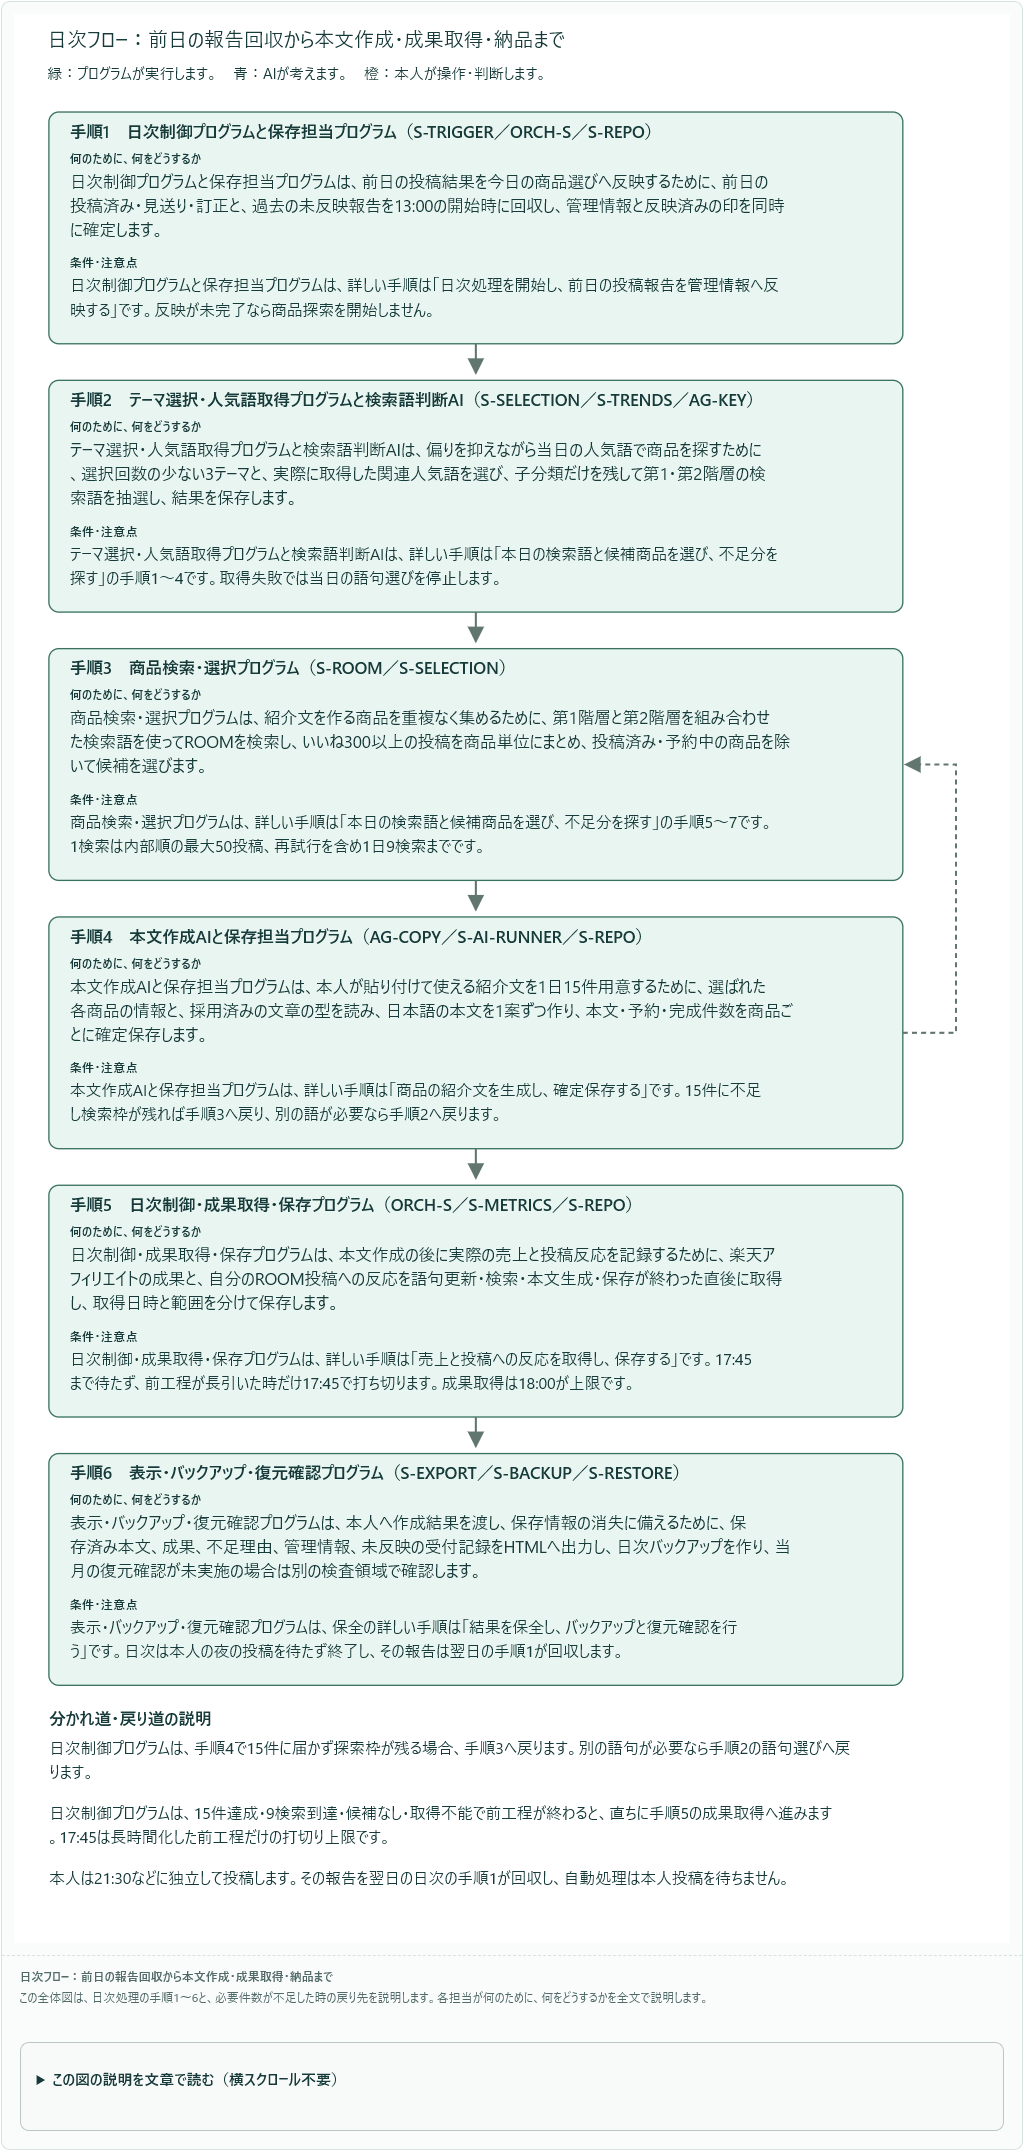 日次フロー：前日の報告回収から本文作成・成果取得・納品まで
緑：プログラムが実行します。　青：AIが考えます。　橙：本人が操作・判断します。
手順1　日次制御プログラムと保存担当プログラム（S-TRIGGER／ORCH-S／S-REPO）
何のために、何をどうするか
日次制御プログラムと保存担当プログラムは、前日の投稿結果を今日の商品選びへ反映するために、前日の
投稿済み・見送り・訂正と、過去の未反映報告を13:00の開始時に回収し、管理情報と反映済みの印を同時
に確定します。
条件・注意点
日次制御プログラムと保存担当プログラムは、詳しい手順は「日次処理を開始し、前日の投稿報告を管理情報へ反
映する」です。反映が未完了なら商品探索を開始しません。
手順2　テーマ選択・人気語取得プログラムと検索語判断AI（S-SELECTION／S-TRENDS／AG-KEY）
何のために、何をどうするか
テーマ選択・人気語取得プログラムと検索語判断AIは、偏りを抑えながら当日の人気語で商品を探すために
、選択回数の少ない3テーマと、実際に取得した関連人気語を選び、子分類だけを残して第1・第2階層の検
索語を抽選し、結果を保存します。
条件・注意点
テーマ選択・人気語取得プログラムと検索語判断AIは、詳しい手順は「本日の検索語と候補商品を選び、不足分を
探す」の手順1〜4です。取得失敗では当日の語句選びを停止します。
手順3　商品検索・選択プログラム（S-ROOM／S-SELECTION）
何のために、何をどうするか
商品検索・選択プログラムは、紹介文を作る商品を重複なく集めるために、第1階層と第2階層を組み合わせ
た検索語を使ってROOMを検索し、いいね300以上の投稿を商品単位にまとめ、投稿済み・予約中の商品を除
いて候補を選びます。
条件・注意点
商品検索・選択プログラムは、詳しい手順は「本日の検索語と候補商品を選び、不足分を探す」の手順5〜7です。
1検索は内部順の最大50投稿、再試行を含め1日9検索までです。
手順4　本文作成AIと保存担当プログラム（AG-COPY／S-AI-RUNNER／S-REPO）
何のために、何をどうするか
本文作成AIと保存担当プログラムは、本人が貼り付けて使える紹介文を1日15件用意するために、選ばれた
各商品の情報と、採用済みの文章の型を読み、日本語の本文を1案ずつ作り、本文・予約・完成件数を商品ご
とに確定保存します。
条件・注意点
本文作成AIと保存担当プログラムは、詳しい手順は「商品の紹介文を生成し、確定保存する」です。15件に不足
し検索枠が残れば手順3へ戻り、別の語が必要なら手順2へ戻ります。
手順5　日次制御・成果取得・保存プログラム（ORCH-S／S-METRICS／S-REPO）
何のために、何をどうするか
日次制御・成果取得・保存プログラムは、本文作成の後に実際の売上と投稿反応を記録するために、楽天ア
フィリエイトの成果と、自分のROOM投稿への反応を語句更新・検索・本文生成・保存が終わった直後に取得
し、取得日時と範囲を分けて保存します。
条件・注意点
日次制御・成果取得・保存プログラムは、詳しい手順は「売上と投稿への反応を取得し、保存する」です。17:45
まで待たず、前工程が長引いた時だけ17:45で打ち切ります。成果取得は18:00が上限です。
手順6　表示・バックアップ・復元確認プログラム（S-EXPORT／S-BACKUP／S-RESTORE）
何のために、何をどうするか
表示・バックアップ・復元確認プログラムは、本人へ作成結果を渡し、保存情報の消失に備えるために、保
存済み本文、成果、不足理由、管理情報、未反映の受付記録をHTMLへ出力し、日次バックアップを作り、当
月の復元確認が未実施の場合は別の検査領域で確認します。
条件・注意点
表示・バックアップ・復元確認プログラムは、保全の詳しい手順は「結果を保全し、バックアップと復元確認を行
う」です。日次は本人の夜の投稿を待たず終了し、その報告は翌日の手順1が回収します。
分かれ道・戻り道の説明
日次制御プログラムは、手順4で15件に届かず探索枠が残る場合、手順3へ戻ります。別の語句が必要なら手順2の語句選びへ戻
ります。
日次制御プログラムは、15件達成・9検索到達・候補なし・取得不能で前工程が終わると、直ちに手順5の成果取得へ進みます
。17:45は長時間化した前工程だけの打切り上限です。
本人は21:30などに独立して投稿します。その報告を翌日の日次の手順1が回収し、自動処理は本人投稿を待ちません。
日次フロー：前日の報告回収から本文作成・成果取得・納品まで
この全体図は、日次処理の手順1〜6と、必要件数が不足した時の戻り先を説明します。各担当が何のために、何をどうするかを全文で説明します。
▶ この図の説明を文章で読む（横スクロール不要）